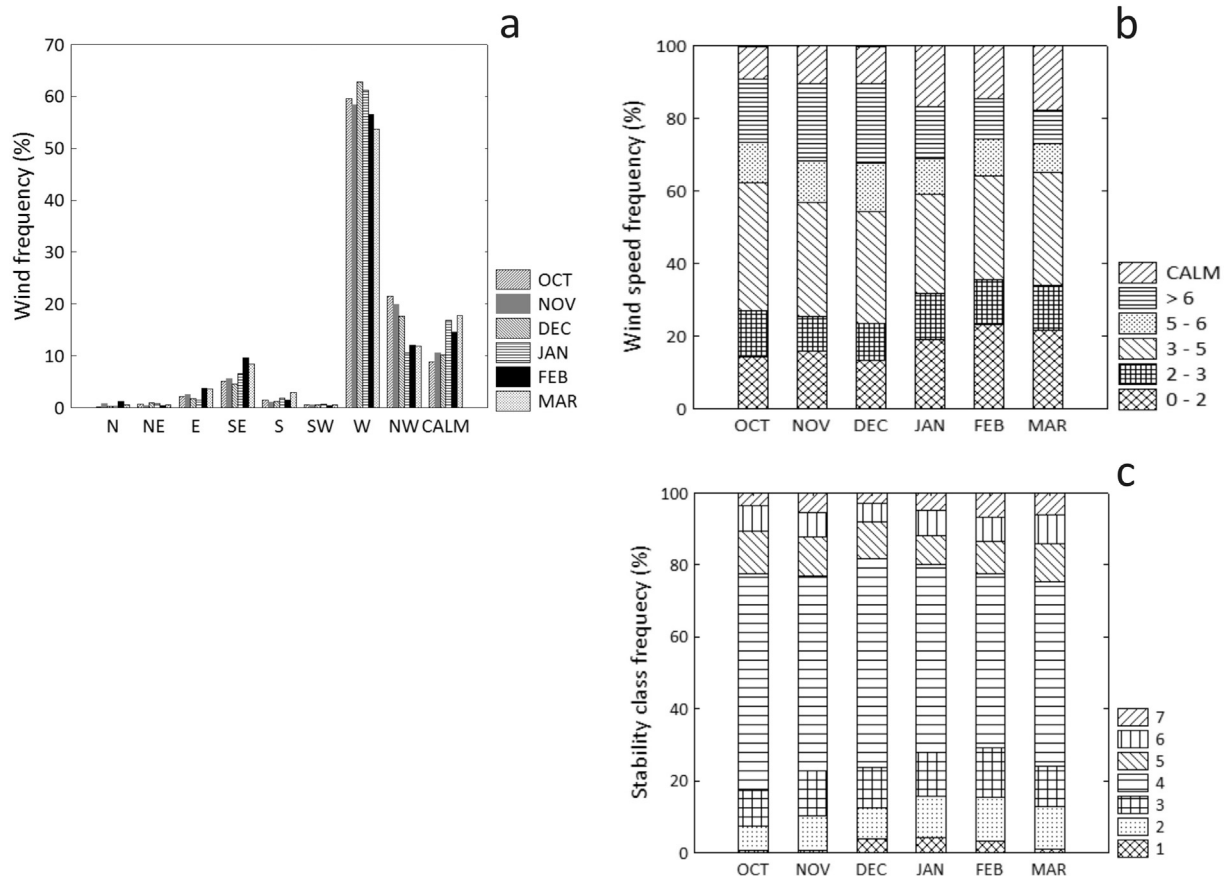 a
Wind frequency (%)
70
60
50
40
30
20
10
0
N NE E SE S SW W NW CALM
OCT
NOV
DEC
JAN
FEB
MAR
b
Wind speed frequency (%)
100
80
60
40
20
0
OCT NOV DEC JAN FEB MAR
CALM
> 6
5 - 6
3 - 5
2 - 3
0 - 2
c
Stability class frequecy (%)
100
80
60
40
20
0
OCT NOV DEC JAN FEB MAR
7
6
5
4
3
2
1